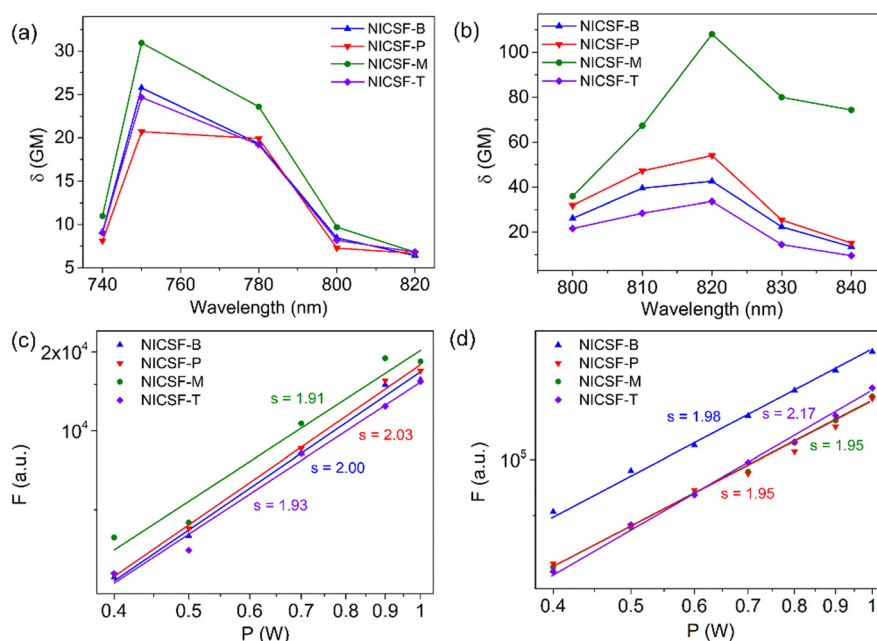 (a)
NICSF-B
NICSF-P
NICSF-M
NICSF-T
δ (GM)
30
25
20
15
10
5
740 760 780 800 820
Wavelength (nm)
(b)
NICSF-B
NICSF-P
NICSF-M
NICSF-T
δ (GM)
100
80
60
40
20
800 810 820 830 840
Wavelength (nm)
(c)
NICSF-B
NICSF-P
NICSF-M
NICSF-T
F (a.u.)
2x10⁴
10⁴
s = 1.91
s = 2.03
s = 2.00
s = 1.93
0.4 0.5 0.6 0.7 0.8 0.9 1
P (W)
(d)
NICSF-B
NICSF-P
NICSF-M
NICSF-T
F (a.u.)
10⁵
s = 1.98
s = 2.17
s = 1.95
s = 1.95
0.4 0.5 0.6 0.7 0.8 0.9 1
P (W)